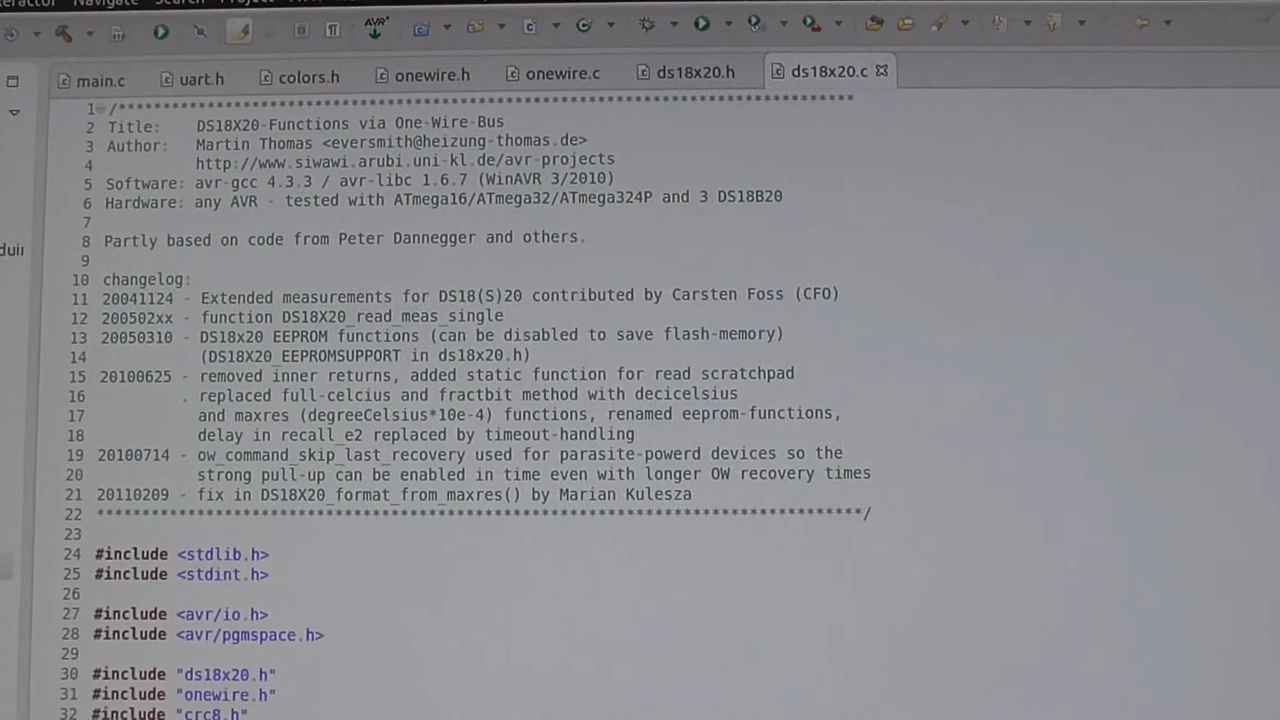 main.c
uart.h
colors.h
onewire.h
onewire.c
ds18x20.h
ds18x20.c
1 /*********************************************************************************
2 Title: DS18X20-Functions via One-Wire-Bus
3 Author: Martin Thomas <eversmith@heizung-thomas.de>
4 http://www.siwawi.arubi.uni-kl.de/avr-projects
5 Software: avr-gcc 4.3.3 / avr-libc 1.6.7 (WinAVR 3/2010)
6 Hardware: any AVR - tested with ATmega16/ATmega32/ATmega324P and 3 DS18B20
7
8 Partly based on code from Peter Dannegger and others.
9
10 changelog:
11 20041124 - Extended measurements for DS18(S)20 contributed by Carsten Foss (CFO)
12 200502xx - function DS18X20_read_meas_single
13 20050310 - DS18x20 EEPROM functions (can be disabled to save flash-memory)
14 (DS18X20_EEPROMSUPPORT in ds18x20.h)
15 20100625 - removed inner returns, added static function for read scratchpad
16 . replaced full-celcius and fractbit method with decicelsius
17 and maxres (degreeCelsius*10e-4) functions, renamed eeprom-functions,
18 delay in recall_e2 replaced by timeout-handling
19 20100714 - ow_command_skip_last_recovery used for parasite-powerd devices so the
20 strong pull-up can be enabled in time even with longer OW recovery times
21 20110209 - fix in DS18X20_format_from_maxres() by Marian Kulesza
22 *********************************************************************************/
23
24 #include <stdlib.h>
25 #include <stdint.h>
26
27 #include <avr/io.h>
28 #include <avr/pgmspace.h>
29
30 #include "ds18x20.h"
31 #include "onewire.h"
32 #include "crc8.h"